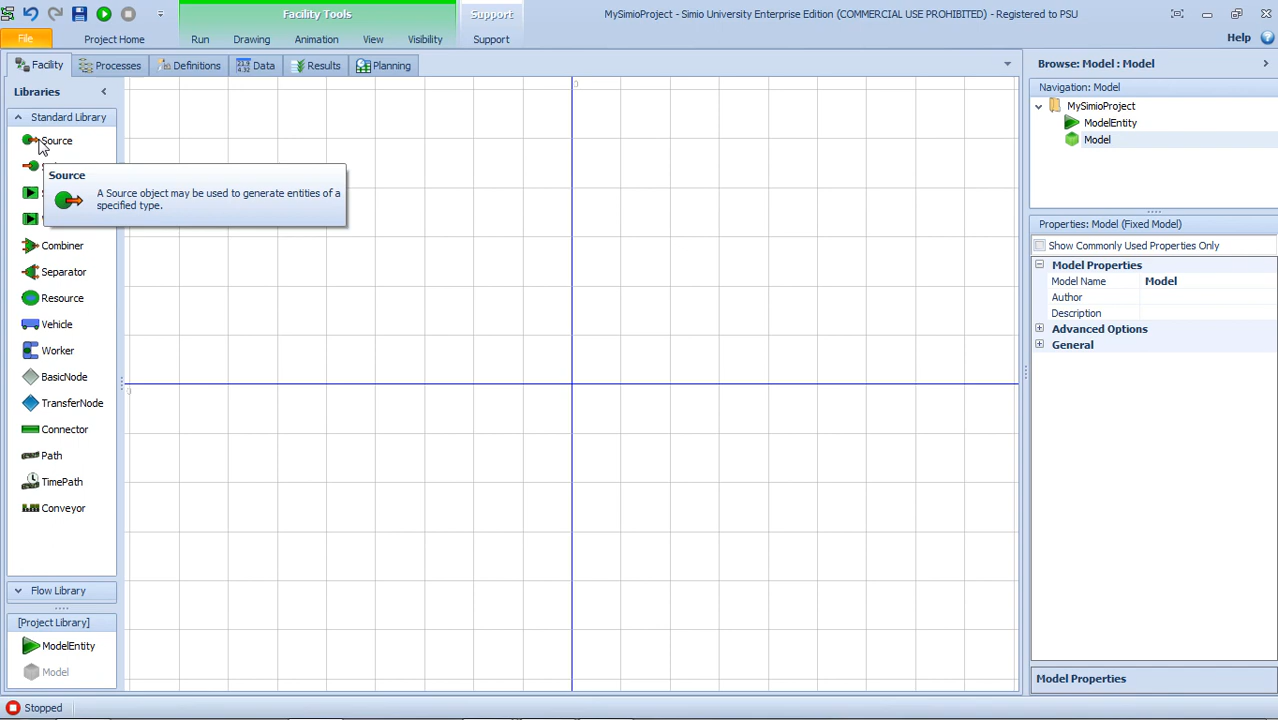 Facility Tools
Support
MySimioProject - Simio University Enterprise Edition (COMMERCIAL USE PROHIBITED) - Registered to PSU
File
Project Home
Run
Drawing
Animation
View
Visibility
Support
Help
Facility
Processes
Definitions
Data
Results
Planning
Libraries
Standard Library
Source
Source
A Source object may be used to generate entities of a
specified type.
Combiner
Separator
Resource
Vehicle
Worker
BasicNode
TransferNode
Connector
Path
TimePath
Conveyor
Flow Library
[Project Library]
ModelEntity
Model
0
0
Browse: Model : Model
Navigation: Model
MySimioProject
ModelEntity
Model
Properties: Model (Fixed Model)
Show Commonly Used Properties Only
Model Properties
Model Name Model
Author
Description
Advanced Options
General
Model Properties
Stopped